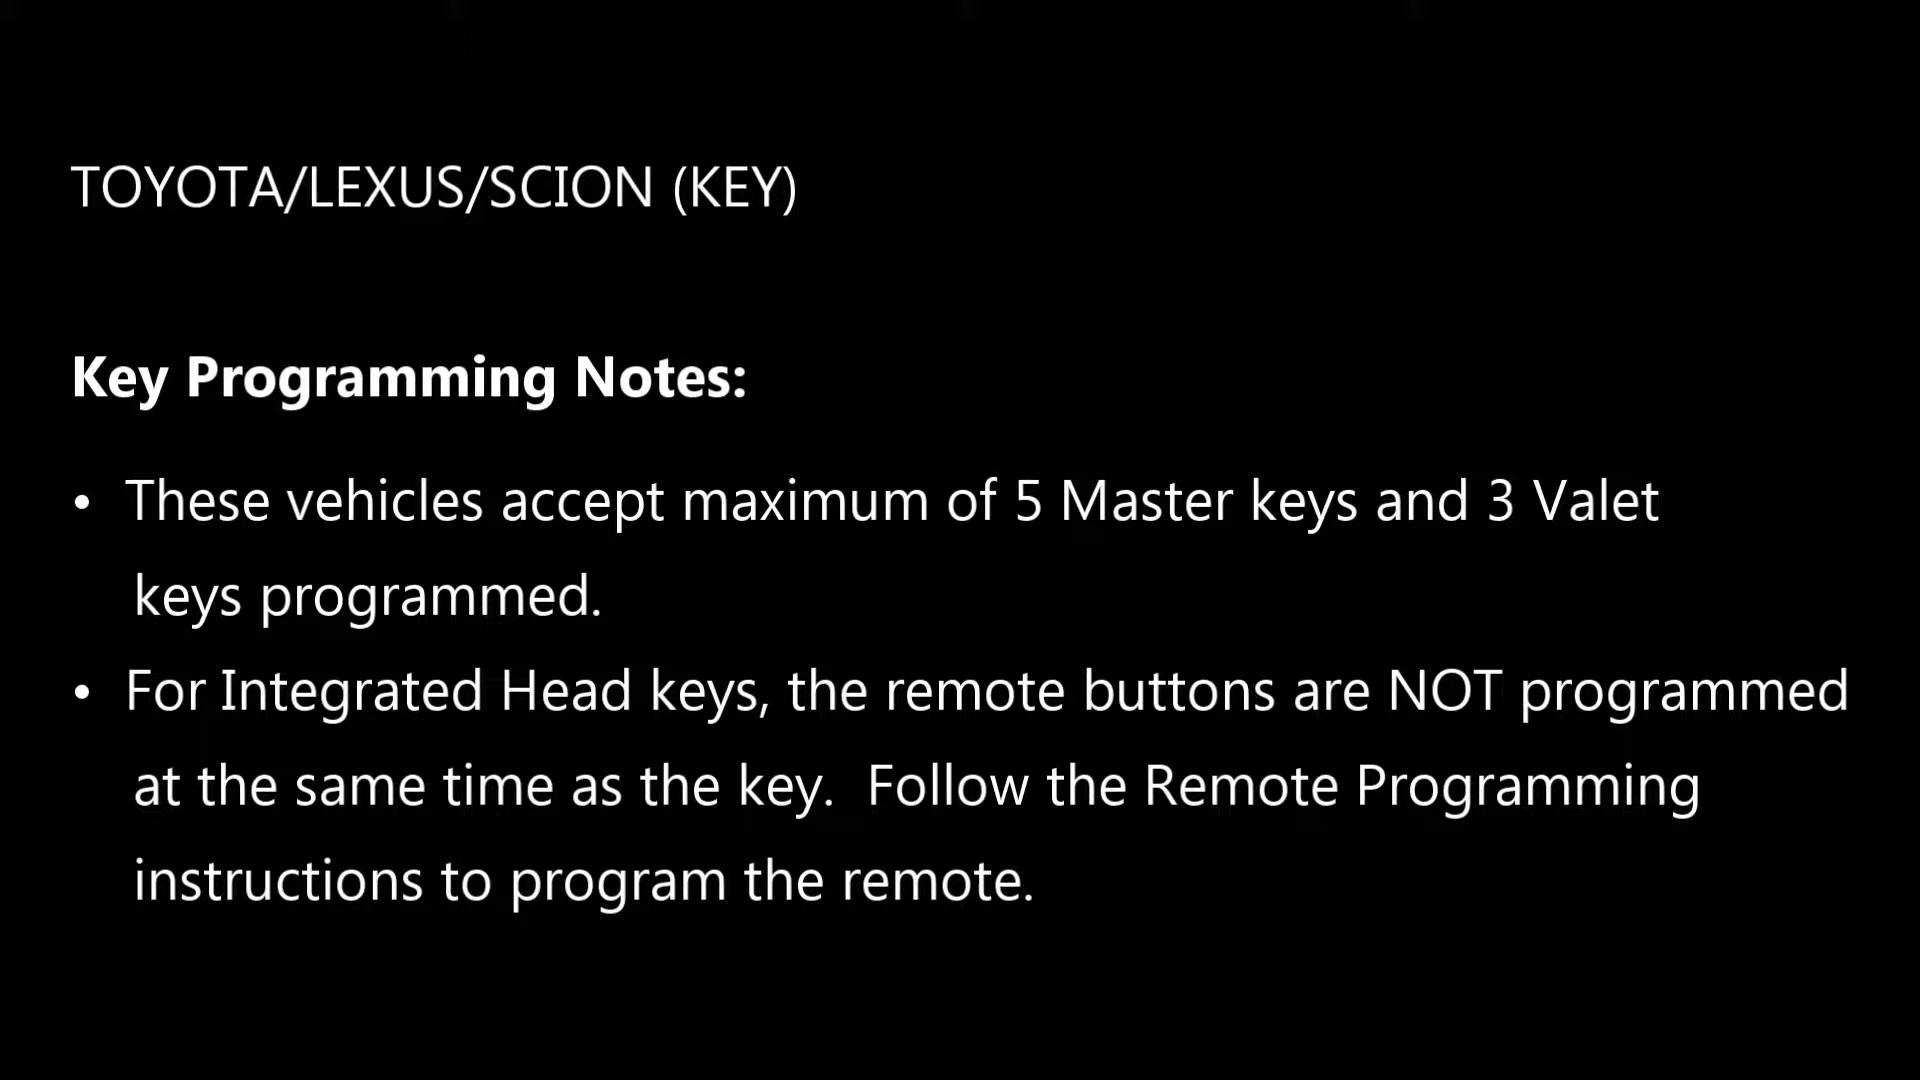 TOYOTA/LEXUS/SCION (KEY)
Key Programming Notes:
• These vehicles accept maximum of 5 Master keys and 3 Valet
keys programmed.
• For Integrated Head keys, the remote buttons are NOT programmed
at the same time as the key.  Follow the Remote Programming
instructions to program the remote.